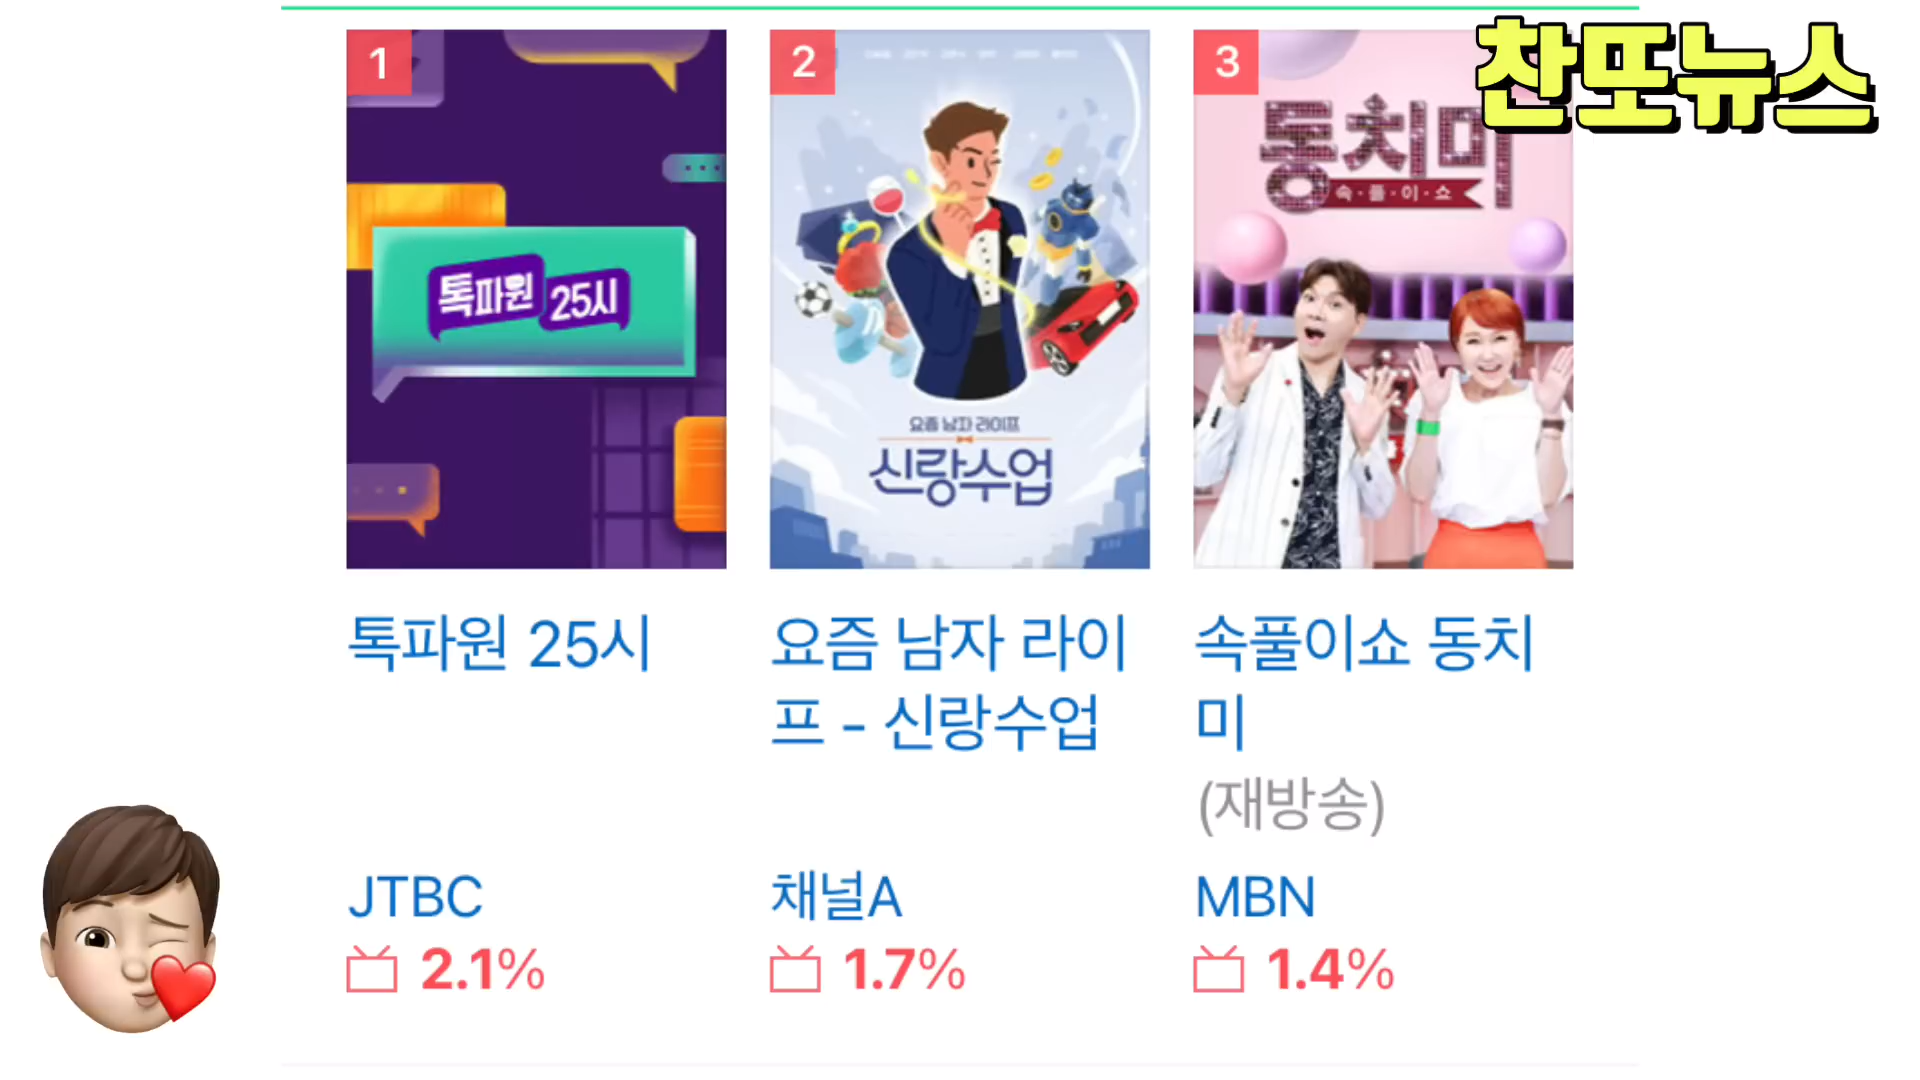 찬또뉴스
1
톡파원 25시
2
요즘 남자 라이프
신랑수업
3
동치미
속·풀·이·쇼
톡파원 25시
요즘 남자 라이
프 - 신랑수업
속풀이쇼 동치
미
(재방송)
JTBC
2.1%
채널A
1.7%
MBN
1.4%